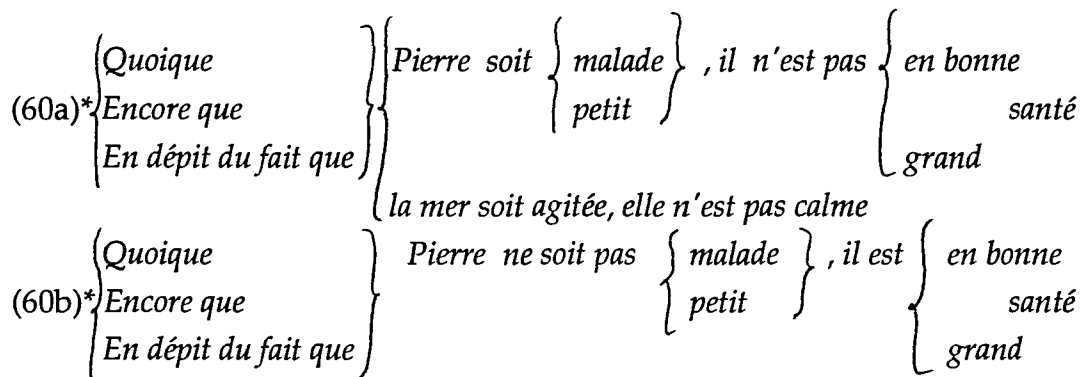 Quoique Pierre soit malade , il n'est pas en bonne
(60a)* Encore que petit santé
En dépit du fait que grand
la mer soit agitée, elle n'est pas calme
Quoique Pierre ne soit pas malade , il est en bonne
(60b)* Encore que petit santé
En dépit du fait que grand